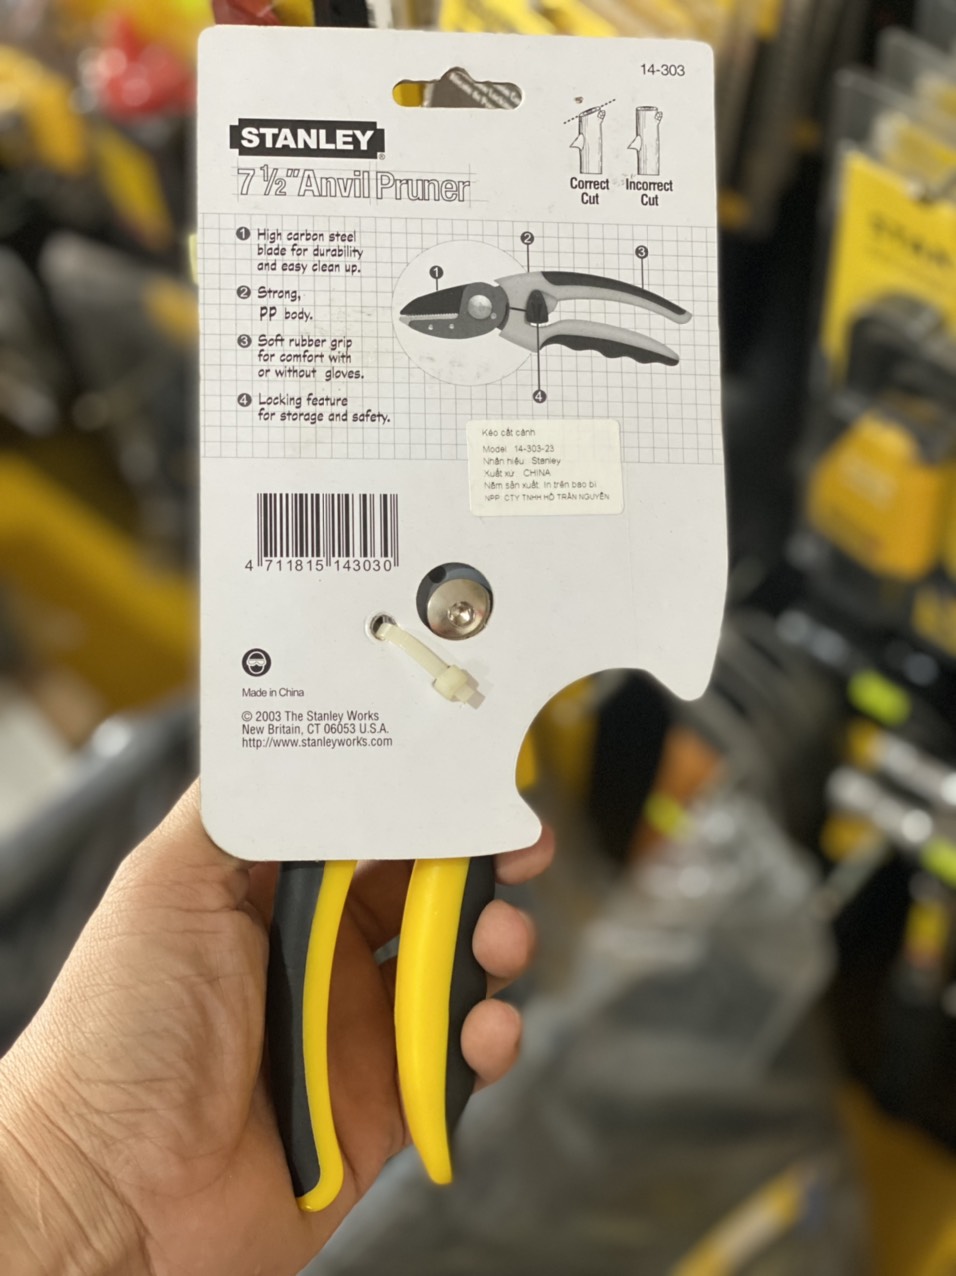 14-303
STANLEY®
7 ½" Anvil Pruner
Correct Cut
Incorrect Cut
1 High carbon steel
blade for durability
and easy clean up.
2 Strong,
PP body.
3 Soft rubber grip
for comfort with
or without gloves.
4 Locking feature
for storage and safety.
1
2
3
4
Kéo cắt cành
Model: 14-303-23
Nhãn hiệu: Stanley
Xuất xứ: CHINA
Năm sản xuất: In trên bao bì
NPP: CTY TNHH HỒ TRẦN NGUYỄN
4 711815 143030
Made in China
© 2003 The Stanley Works
New Britain, CT 06053 U.S.A.
http://www.stanleyworks.com